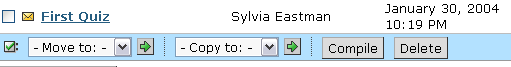 First Quiz Sylvia Eastman January 30, 2004
10:19 PM
- Move to: - - Copy to: - Compile Delete